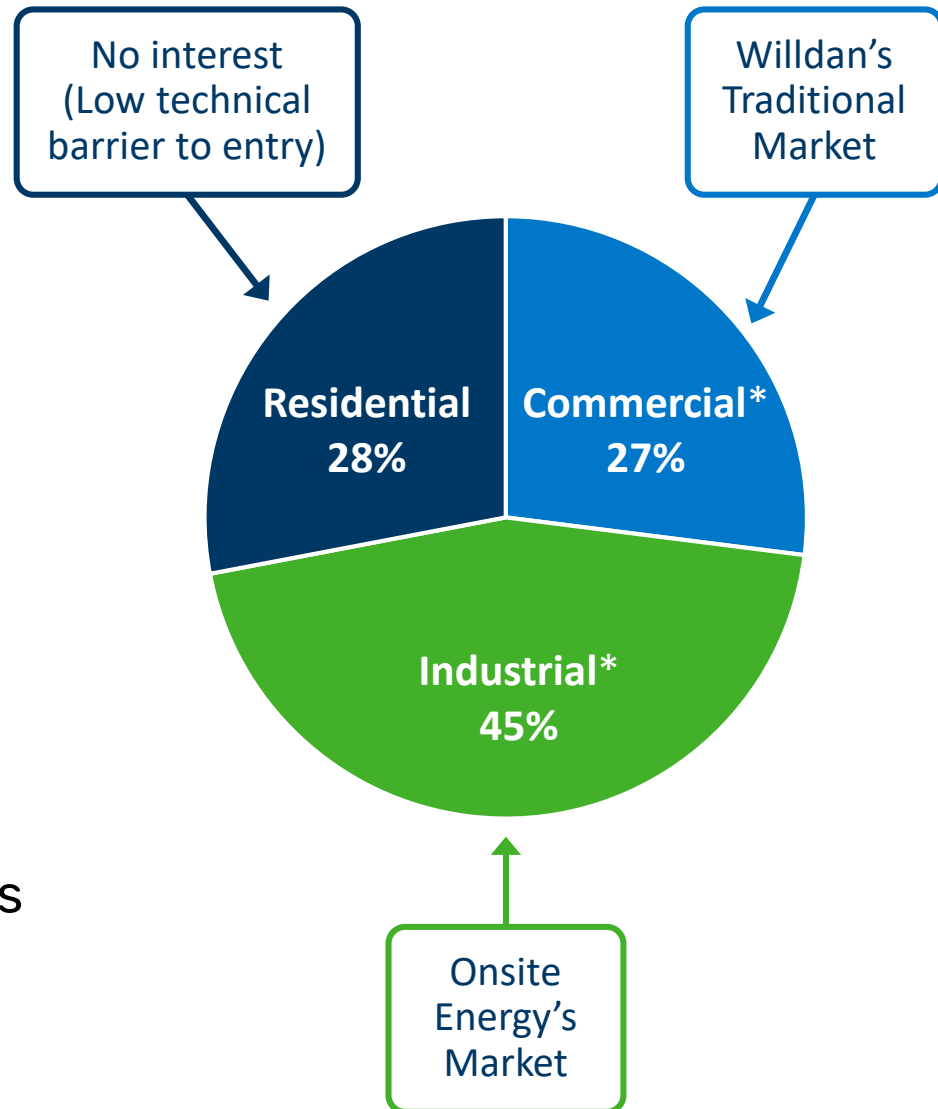 No interest
(Low technical
barrier to entry)
Willdan’s
Traditional
Market
Residential
28%
Commercial*
27%
Industrial*
45%
s
Onsite
Energy’s
Market